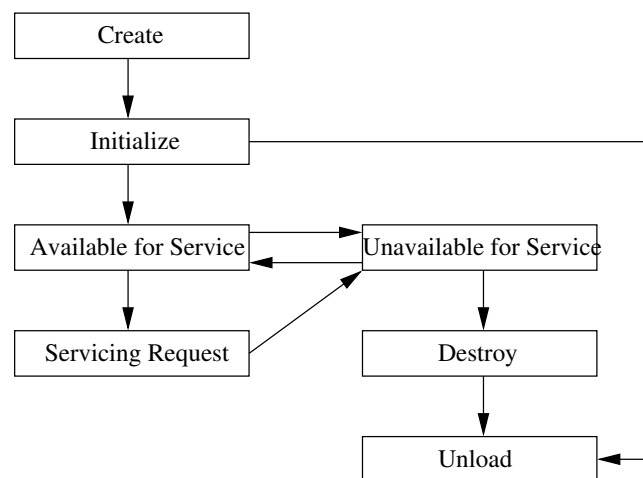 Create
Initialize
Available for Service
Unavailable for Service
Servicing Request
Destroy
Unload